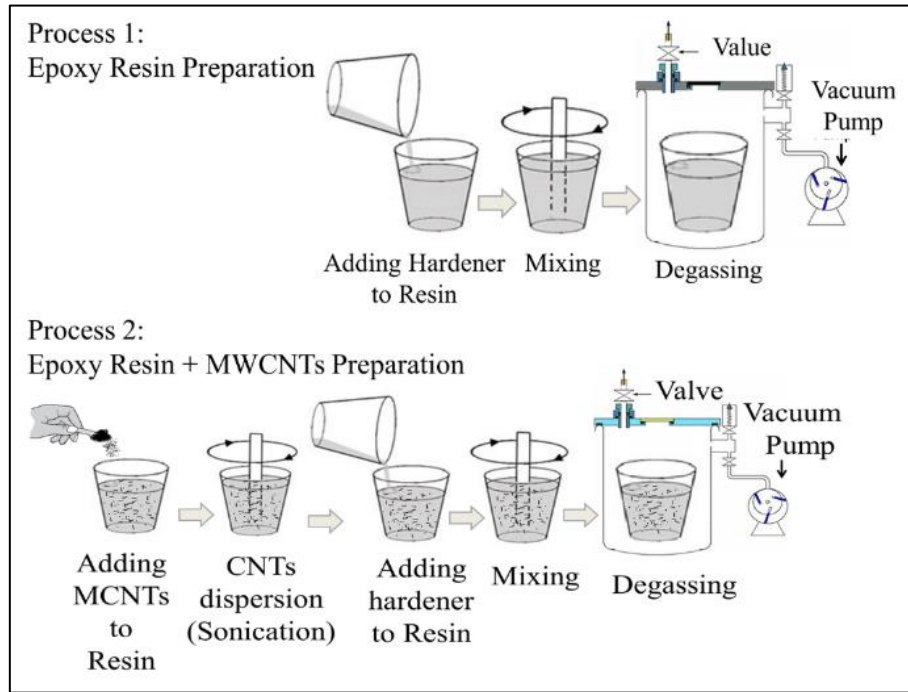 Process 1:
Epoxy Resin Preparation
Value
Vacuum
Pump
Adding Hardener
to Resin
Mixing
Degassing
Process 2:
Epoxy Resin + MWCNTs Preparation
Valve
Vacuum
Pump
Adding
MCNTs
to
Resin
CNTs
dispersion
(Sonication)
Adding
hardener
to Resin
Mixing
Degassing